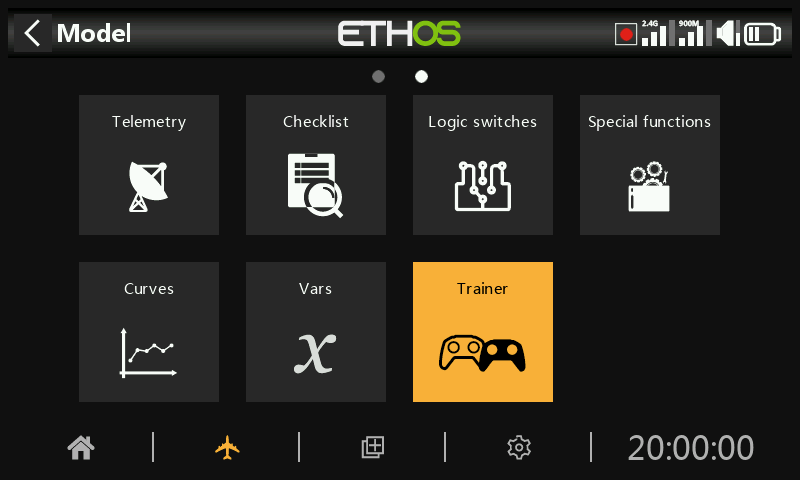 Model
ETHOS
2.4G
900M
Telemetry
Checklist
Logic switches
Special functions
Curves
Vars
x
Trainer
20:00:00